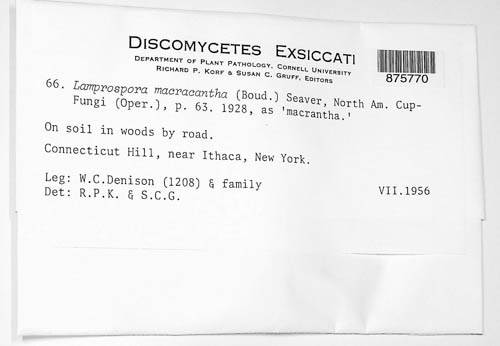 DISCOMYCETES EXSICCATI
DEPARTMENT OF PLANT PATHOLOGY, CORNELL UNIVERSITY
RICHARD P. KORF & SUSAN C. GRUFF, EDITORS
875770
66. Lamprospora macracantha (Boud.) Seaver, North Am. Cup-
Fungi (Oper.), p. 63. 1928, as 'macrantha.'
On soil in woods by road.
Connecticut Hill, near Ithaca, New York.
Leg: W.C.Denison (1208) & family
VII.1956
Det: R.P.K. & S.C.G.